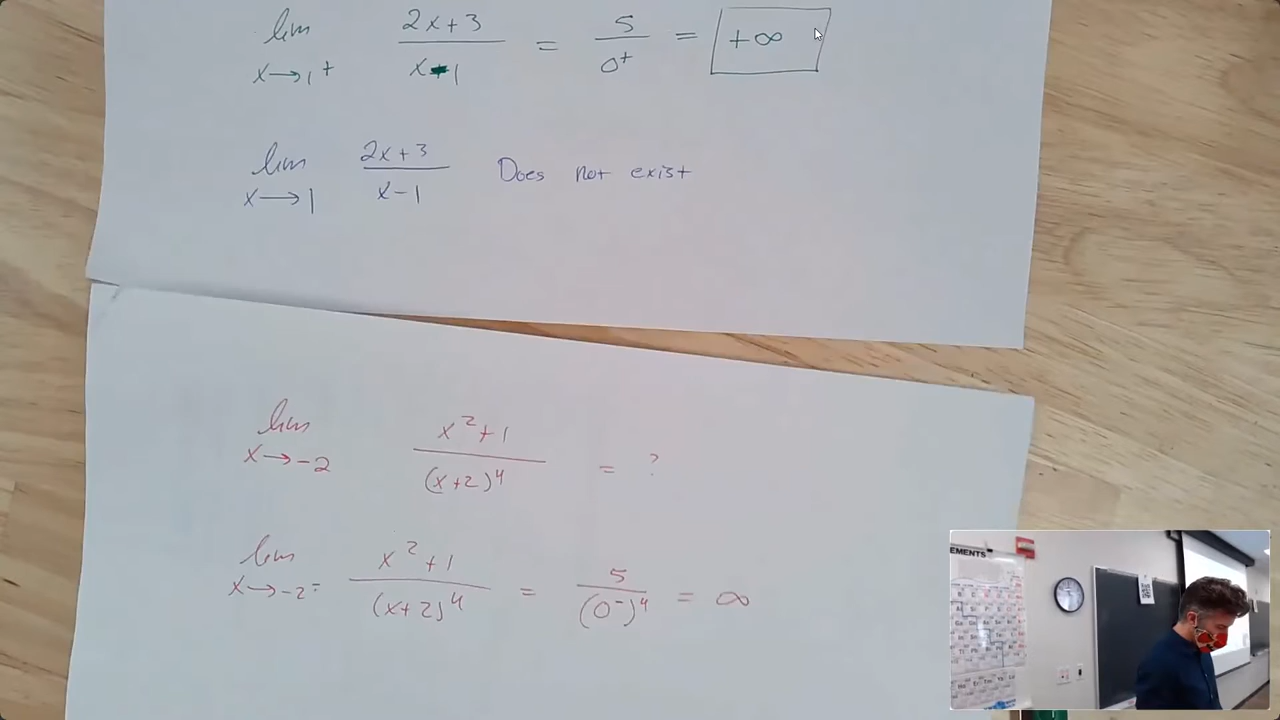 lim x→1⁺ 2x+3 / x-1 = 5 / 0⁺ = +∞
lim x→1 2x+3 / x-1 Does not exist
lim x→-2 x²+1 / (x+2)⁴ = ?
lim x→-2⁻ x²+1 / (x+2)⁴ = 5 / (0⁻)⁴ = ∞
EMENTS